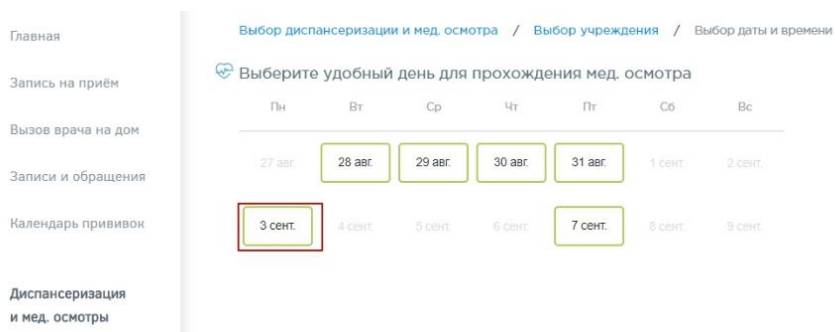 Главная
Запись на приём
Вызов врача на дом
Записи и обращения
Календарь прививок
Диспансеризация
и мед. осмотры
Выбор диспансеризации и мед. осмотра / Выбор учреждения / Выбор даты и времени
Выберите удобный день для прохождения мед. осмотра
Пн Вт Ср Чт Пт Сб Вс
27 авг. 28 авг. 29 авг. 30 авг. 31 авг. 1 сент. 2 сент.
3 сент. 4 сент. 5 сент. 6 сент. 7 сент. 8 сент. 9 сент.